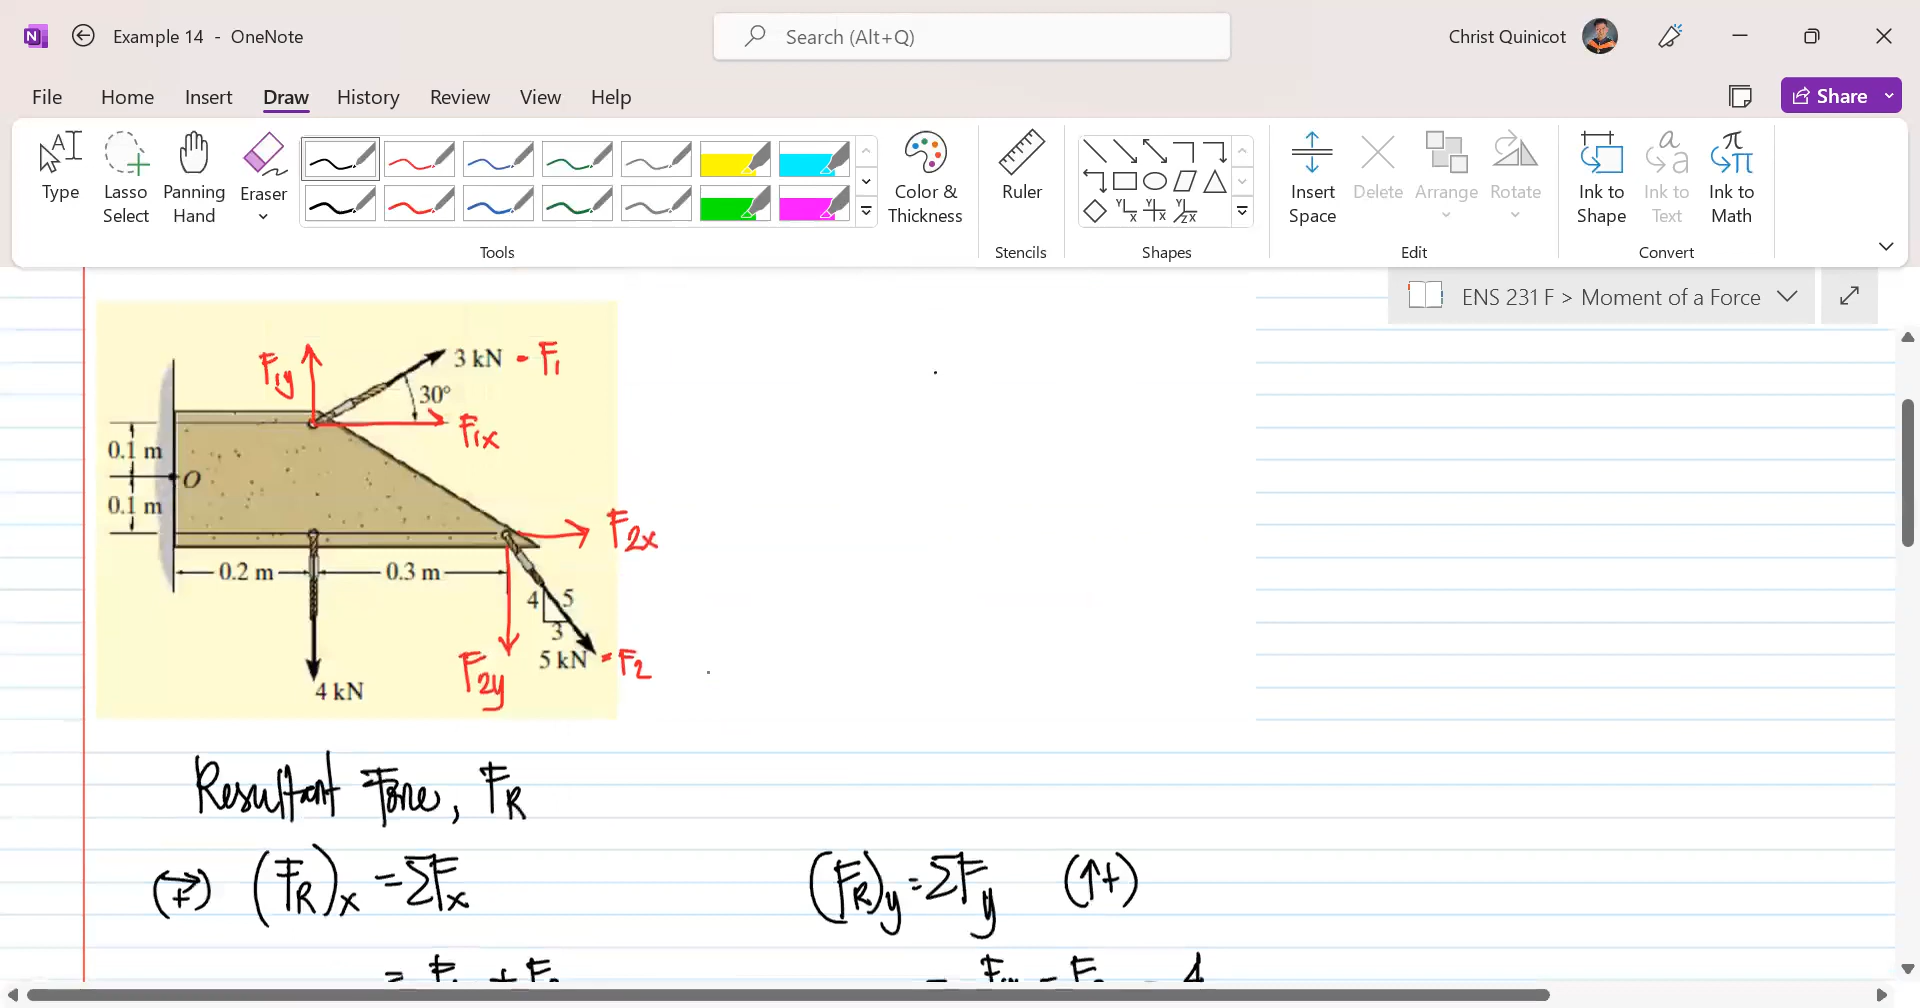 Example 14 - OneNote
Search (Alt+Q)
Christ Quinicot
File Home Insert Draw History Review View Help
Share
Type
Lasso Select
Panning Hand
Eraser
Color & Thickness
Ruler
Insert Space
Delete
Arrange
Rotate
Ink to Shape
Ink to Text
Ink to Math
Tools
Stencils
Shapes
Edit
Convert
ENS 231 F > Moment of a Force
3 kN - F1
F1y
30°
F1x
0.1 m
O
0.1 m
F2x
0.2 m
0.3 m
4 5
3
5 kN = F2
F2y
4 kN
Resultant Force, FR
(→+) (FR)x = ΣFx
(FR)y = ΣFy (↑+)